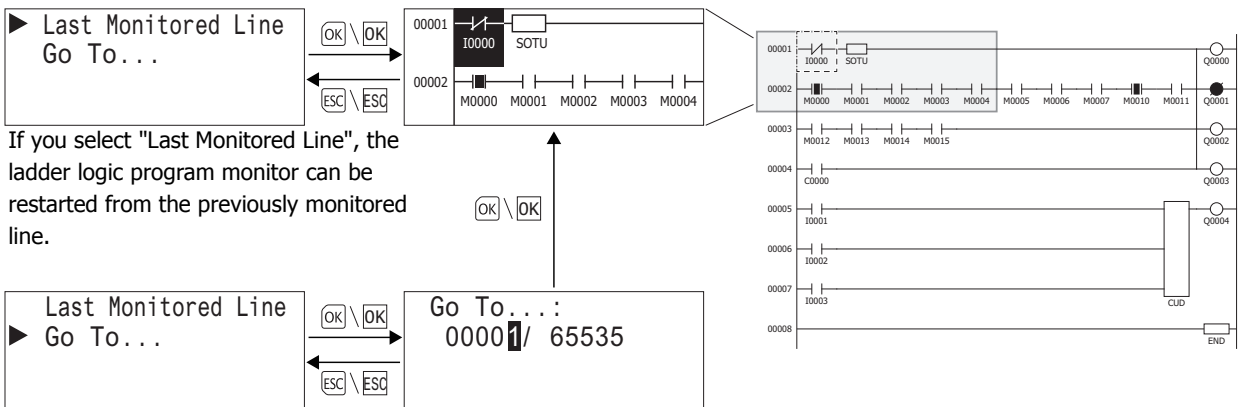 Last Monitored Line
Go To...
OK \ OK
ESC \ ESC
00001
I0000 SOTU
00002
M0000 M0001 M0002 M0003 M0004
If you select "Last Monitored Line", the
ladder logic program monitor can be
restarted from the previously monitored
line.
OK \ OK
Last Monitored Line
Go To...
OK \ OK
ESC \ ESC
Go To...:
00001/ 65535
00001
I0000 SOTU Q0000
00002
M0000 M0001 M0002 M0003 M0004 M0005 M0006 M0007 M0010 M0011 Q0001
00003
M0012 M0013 M0014 M0015 Q0002
00004
C0000 Q0003
00005
I0001 Q0004
00006
I0002
00007
I0003 CUD
00008
END